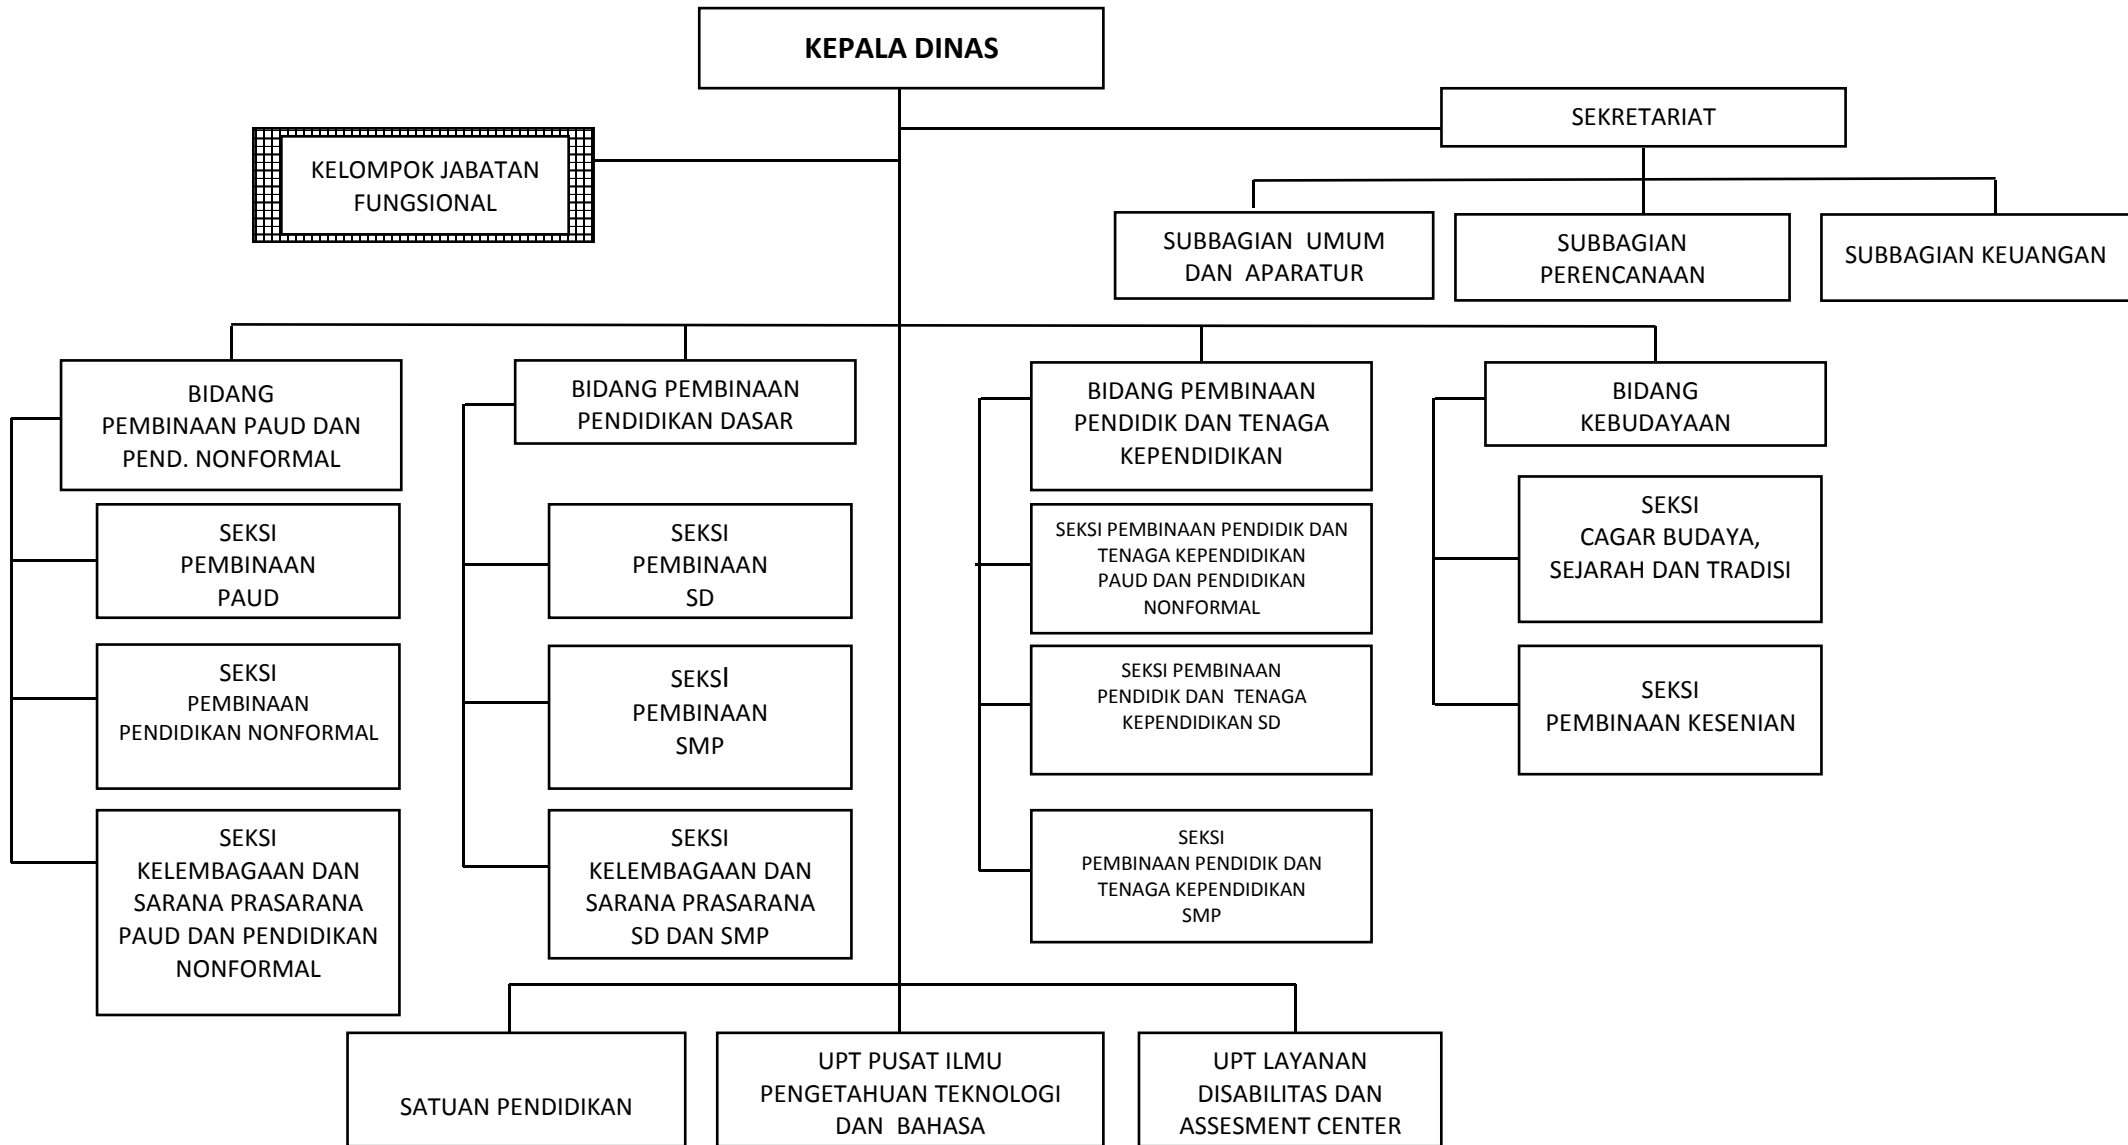 KEPALA DINAS
SEKRETARIAT
KELOMPOK JABATAN
FUNGSIONAL
SUBBAGIAN UMUM
DAN APARATUR
SUBBAGIAN
PERENCANAAN
SUBBAGIAN KEUANGAN
BIDANG
PEMBINAAN PAUD DAN
PEND. NONFORMAL
BIDANG PEMBINAAN
PENDIDIKAN DASAR
BIDANG PEMBINAAN
PENDIDIK DAN TENAGA
KEPENDIDIKAN
BIDANG
KEBUDAYAAN
SEKSI
PEMBINAAN
PAUD
SEKSI
PEMBINAAN
SD
SEKSI PEMBINAAN PENDIDIK DAN
TENAGA KEPENDIDIKAN
PAUD DAN PENDIDIKAN
NONFORMAL
SEKSI
CAGAR BUDAYA,
SEJARAH DAN TRADISI
SEKSI
PEMBINAAN
PENDIDIKAN NONFORMAL
SEKSI
PEMBINAAN
SMP
SEKSI PEMBINAAN
PENDIDIK DAN TENAGA
KEPENDIDIKAN SD
SEKSI
PEMBINAAN KESENIAN
SEKSI
KELEMBAGAAN DAN
SARANA PRASARANA
PAUD DAN PENDIDIKAN
NONFORMAL
SEKSI
KELEMBAGAAN DAN
SARANA PRASARANA
SD DAN SMP
SEKSI
PEMBINAAN PENDIDIK DAN
TENAGA KEPENDIDIKAN
SMP
SATUAN PENDIDIKAN
UPT PUSAT ILMU
PENGETAHUAN TEKNOLOGI
DAN BAHASA
UPT LAYANAN
DISABILITAS DAN
ASSESMENT CENTER